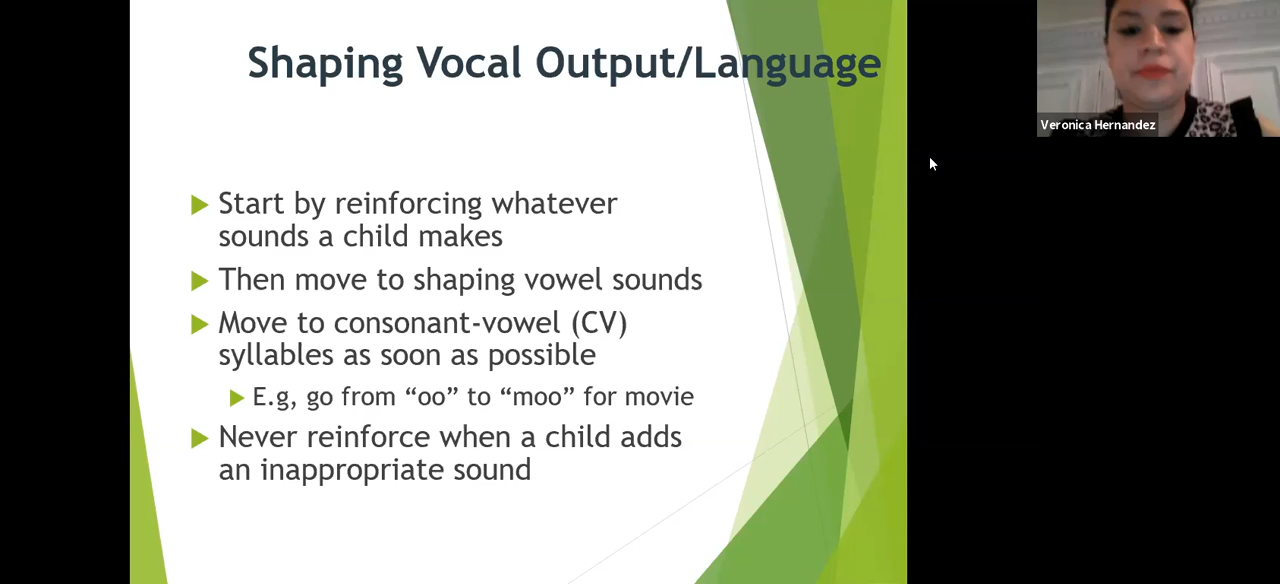 Shaping Vocal Output/Language
Veronica Hernandez
Start by reinforcing whatever
sounds a child makes
Then move to shaping vowel sounds
Move to consonant-vowel (CV)
syllables as soon as possible
E.g, go from “oo” to “moo” for movie
Never reinforce when a child adds
an inappropriate sound